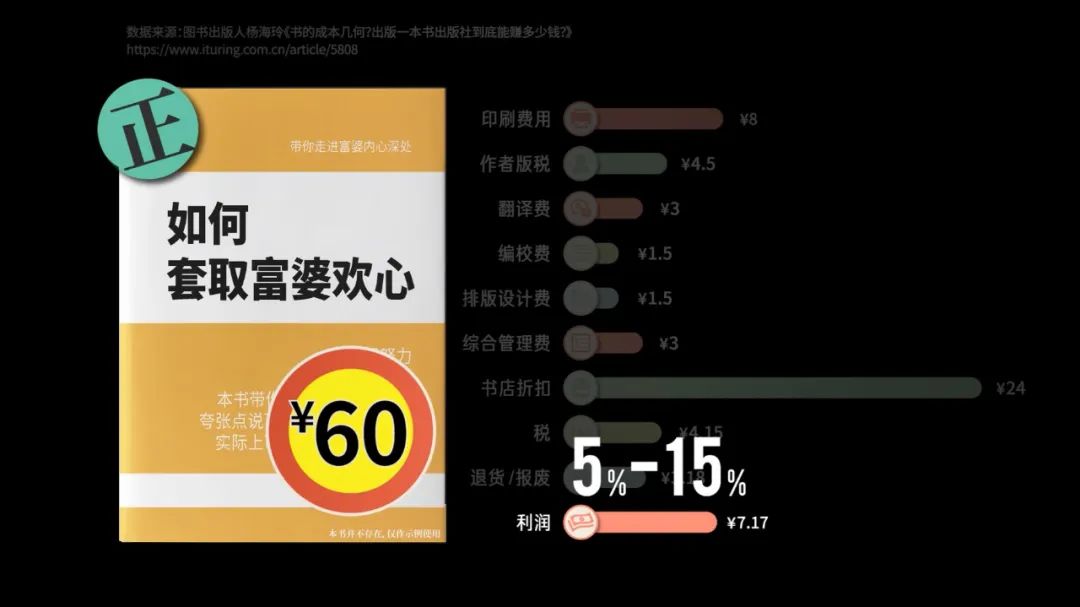 数据来源：图书出版人杨海玲《书的成本几何？出版一本书出版社到底能赚多少钱？》
https://www.ituring.com.cn/article/5808
正
带你走进富婆内心深处
如何
套取富婆欢心
力
本书带你
夸张点说
实际上
¥60
本书并不存在，仅作示例使用
印刷费用 ¥8
作者版税 ¥4.5
翻译费 ¥3
编校费 ¥1.5
排版设计费 ¥1.5
综合管理费 ¥3
书店折扣 ¥24
税 ¥4.15
退货/报废
5%-15%
利润 ¥7.17